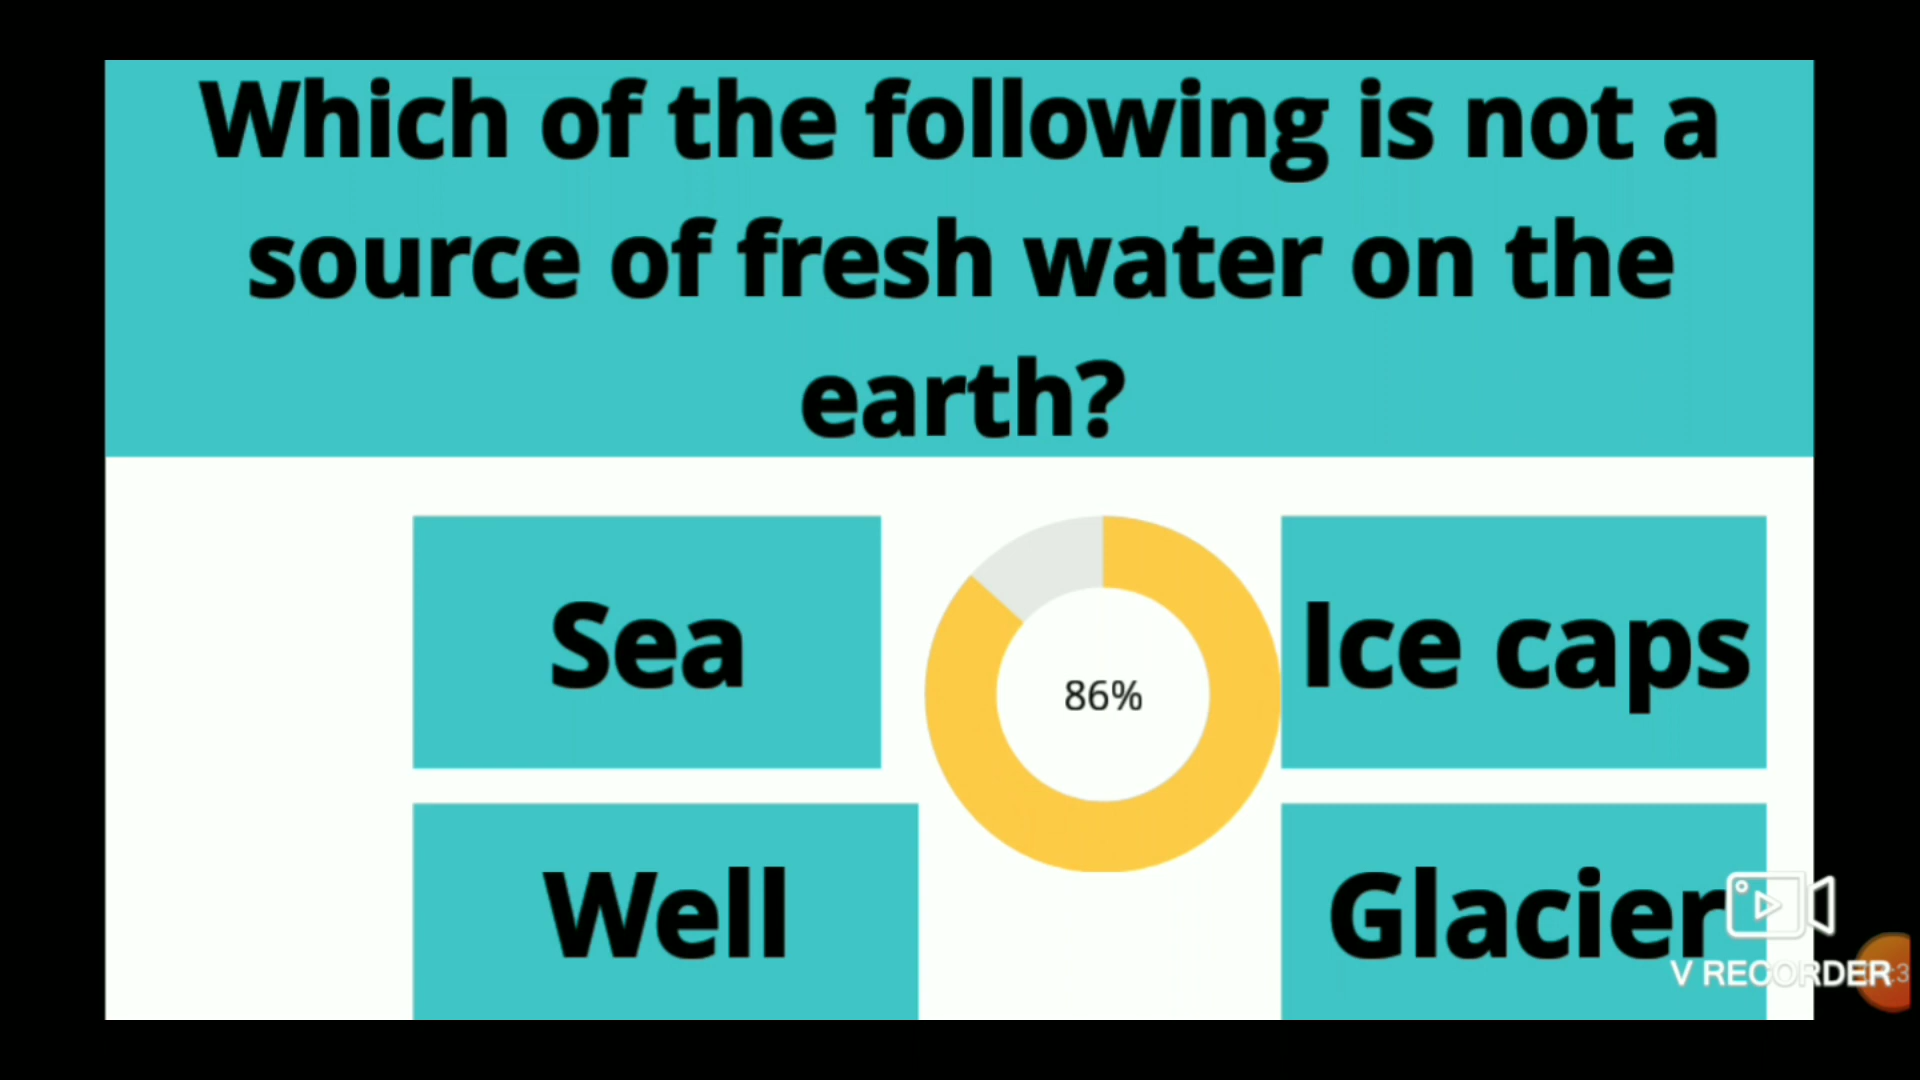 Which of the following is not a
source of fresh water on the
earth?
Sea
86%
Ice caps
Well
Glacier
V RECORDER